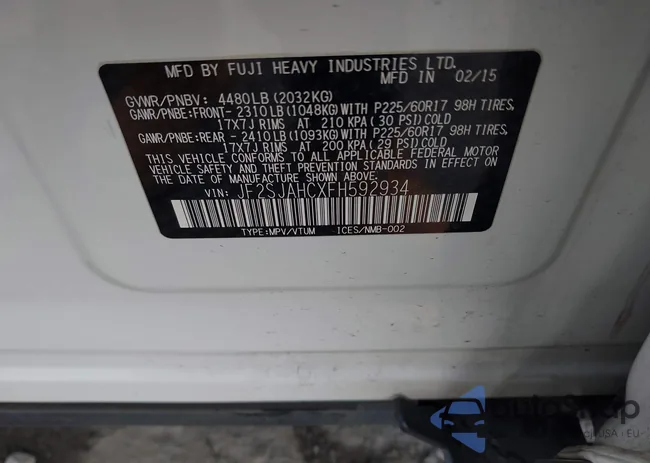 MFD BY FUJI HEAVY INDUSTRIES LTD.
MFD IN 02/15
GVWR/PNBV: 4480LB(2032KG)
GAWR/PNBE:FRONT- 2310LB(1048KG)WITH P225/60R17 98H TIRES,
17X7J RIMS AT 210 KPA(30 PSI)COLD
GAWR/PNBE:REAR - 2410LB(1093KG)WITH P225/60R17 98H TIRES,
17X7J RIMS AT 200 KPA(29 PSI)COLD
THIS VEHICLE CONFORMS TO ALL APPLICABLE FEDERAL MOTOR
VEHICLE SAFETY AND THEFT PREVENTION STANDARDS IN EFFECT ON
THE DATE OF MANUFACTURE SHOWN ABOVE.
VIN: JF2SJAHCXFH592934
TYPE:MPV/VTUM ICES/NMB-002
USA - EU